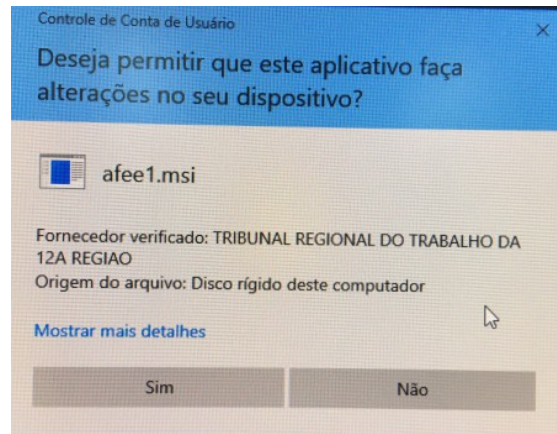 Controle de Conta de Usuário
Deseja permitir que este aplicativo faça
alterações no seu dispositivo?
afee1.msi
Fornecedor verificado: TRIBUNAL REGIONAL DO TRABALHO DA
12A REGIAO
Origem do arquivo: Disco rígido deste computador
Mostrar mais detalhes
Sim
Não